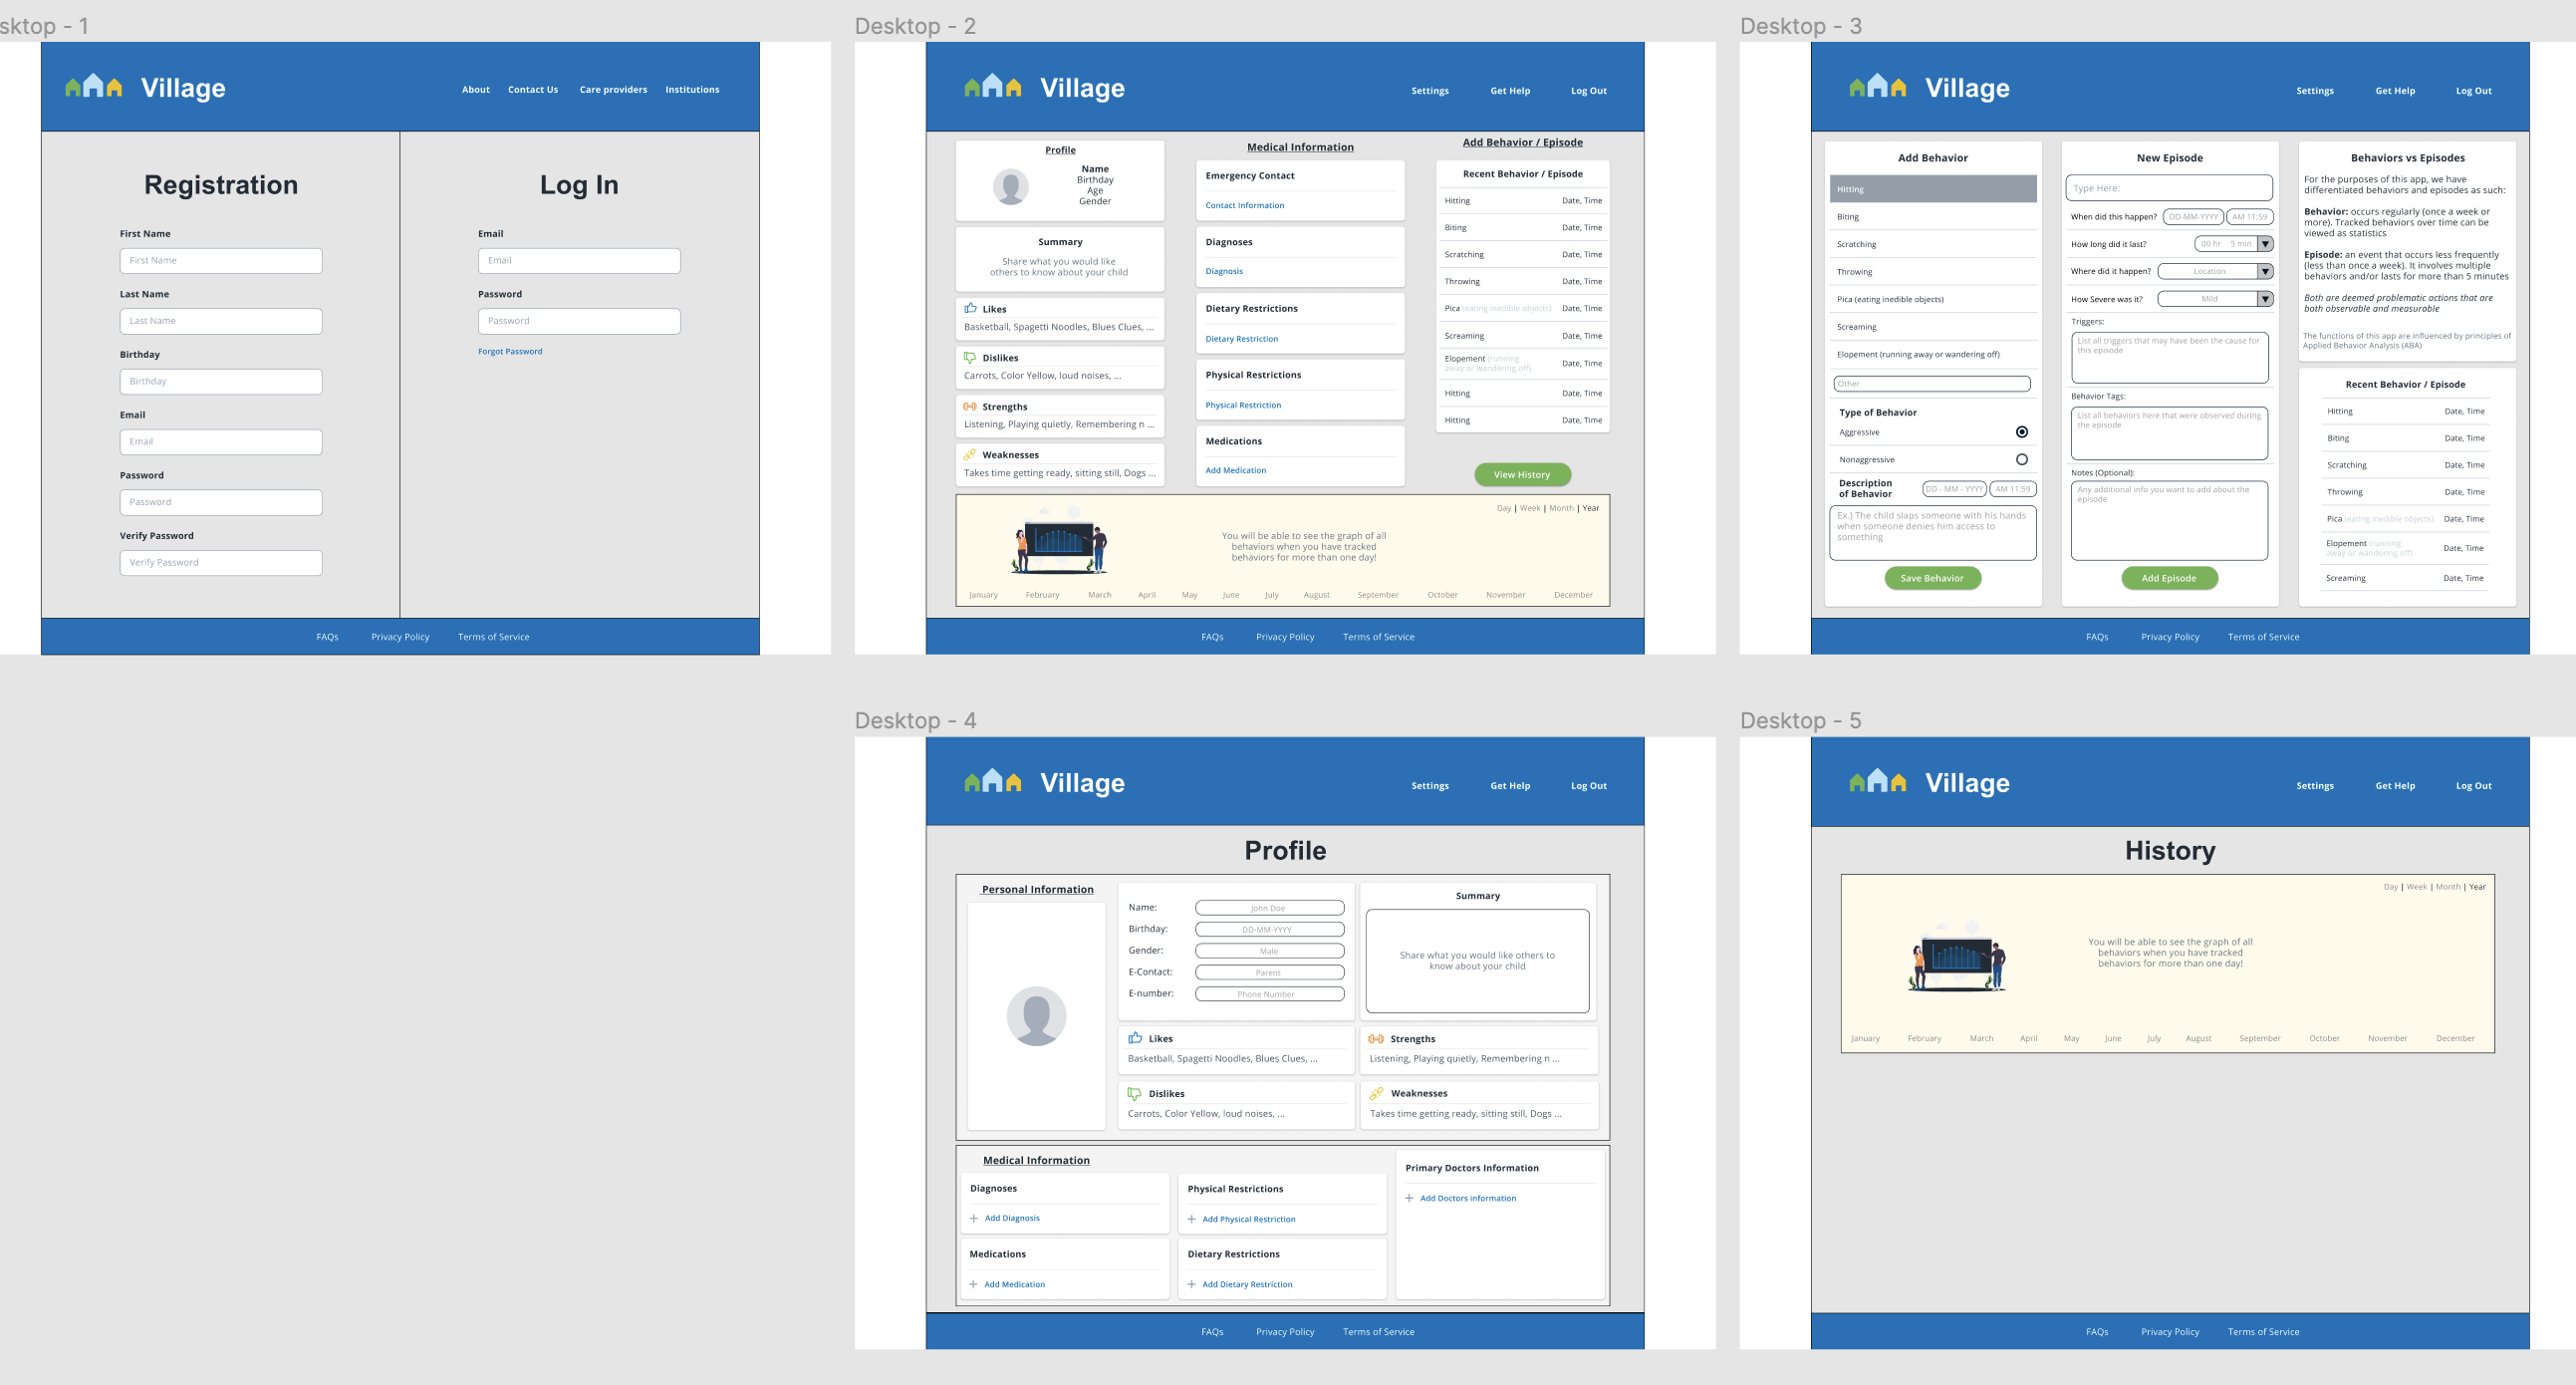 sktop - 1
Village
About Contact Us Care providers Institutions
Registration
First Name
First Name
Last Name
Last Name
Birthday
Birthday
Email
Email
Password
Password
Verify Password
Verify Password
Log In
Email
Email
Password
Password
Forgot Password
FAQs Privacy Policy Terms of Service
Desktop - 2
Village
Settings Get Help Log Out
Profile
Name
Birthday
Age
Gender
Summary
Share what you would like
others to know about your child
Likes
Basketball, Spagetti Noodles, Blues Clues, ...
Dislikes
Carrots, Color Yellow, loud noises, ...
Strengths
Listening, Playing quietly, Remembering n ...
Weaknesses
Takes time getting ready, sitting still, Dogs ...
Medical Information
Emergency Contact
Contact Information
Diagnoses
Diagnosis
Dietary Restrictions
Dietary Restriction
Physical Restrictions
Physical Restriction
Medications
Add Medication
Add Behavior / Episode
Recent Behavior / Episode
Hitting Date, Time
Biting Date, Time
Scratching Date, Time
Throwing Date, Time
Pica (eating inedible objects) Date, Time
Screaming Date, Time
Elopement (running
away or wandering off) Date, Time
Hitting Date, Time
Hitting Date, Time
View History
Day | Week | Month | Year
You will be able to see the graph of all
behaviors when you have tracked
behaviors for more than one day!
January February March April May June July August September October November December
FAQs Privacy Policy Terms of Service
Desktop - 3
Village
Settings Get Help Log Out
Add Behavior
Hitting
Biting
Scratching
Throwing
Pica (eating inedible objects)
Screaming
Elopement (running away or wandering off)
Other
Type of Behavior
Aggressive
Nonaggressive
Description
of Behavior
DD - MM - YYYY AM 11:59
Ex.) The child slaps someone with his hands
when someone denies him access to
something
Save Behavior
New Episode
Type Here:
When did this happen? DD-MM-YYYY AM 11:59
How long did it last? 00 hr 5 min
Where did it happen? Location
How Severe was it? Mild
Triggers:
List all triggers that may have been the cause for
this episode
Behavior Tags:
List all behaviors here that were observed during
the episode
Notes (Optional):
Any additional info you want to add about the
episode
Add Episode
Behaviors vs Episodes
For the purposes of this app, we have
differentiated behaviors and episodes as such:
Behavior: occurs regularly (once a week or
more). Tracked behaviors over time can be
viewed as statistics
Episode: an event that occurs less frequently
(less than once a week). It involves multiple
behaviors and/or lasts for more than 5 minutes
Both are deemed problematic actions that are
both observable and measurable
The functions of this app are influenced by principles of
Applied Behavior Analysis (ABA)
Recent Behavior / Episode
Hitting Date, Time
Biting Date, Time
Scratching Date, Time
Throwing Date, Time
Pica (eating inedible objects) Date, Time
Elopement (running
away or wandering off) Date, Time
Screaming Date, Time
FAQs Privacy Policy Terms of Service
Desktop - 4
Village
Settings Get Help Log Out
Profile
Personal Information
Name: John Doe
Birthday: DD-MM-YYYY
Gender: Male
E-Contact: Parent
E-number: Phone Number
Summary
Share what you would like others to
know about your child
Likes
Basketball, Spagetti Noodles, Blues Clues, ...
Strengths
Listening, Playing quietly, Remembering n ...
Dislikes
Carrots, Color Yellow, loud noises, ...
Weaknesses
Takes time getting ready, sitting still, Dogs ...
Medical Information
Diagnoses
+ Add Diagnosis
Physical Restrictions
+ Add Physical Restriction
Medications
+ Add Medication
Dietary Restrictions
+ Add Dietary Restriction
Primary Doctors Information
+ Add Doctors information
FAQs Privacy Policy Terms of Service
Desktop - 5
Village
Settings Get Help Log Out
History
Day | Week | Month | Year
You will be able to see the graph of all
behaviors when you have tracked
behaviors for more than one day!
January February March April May June July August September October November December
FAQs Privacy Policy Terms of Service